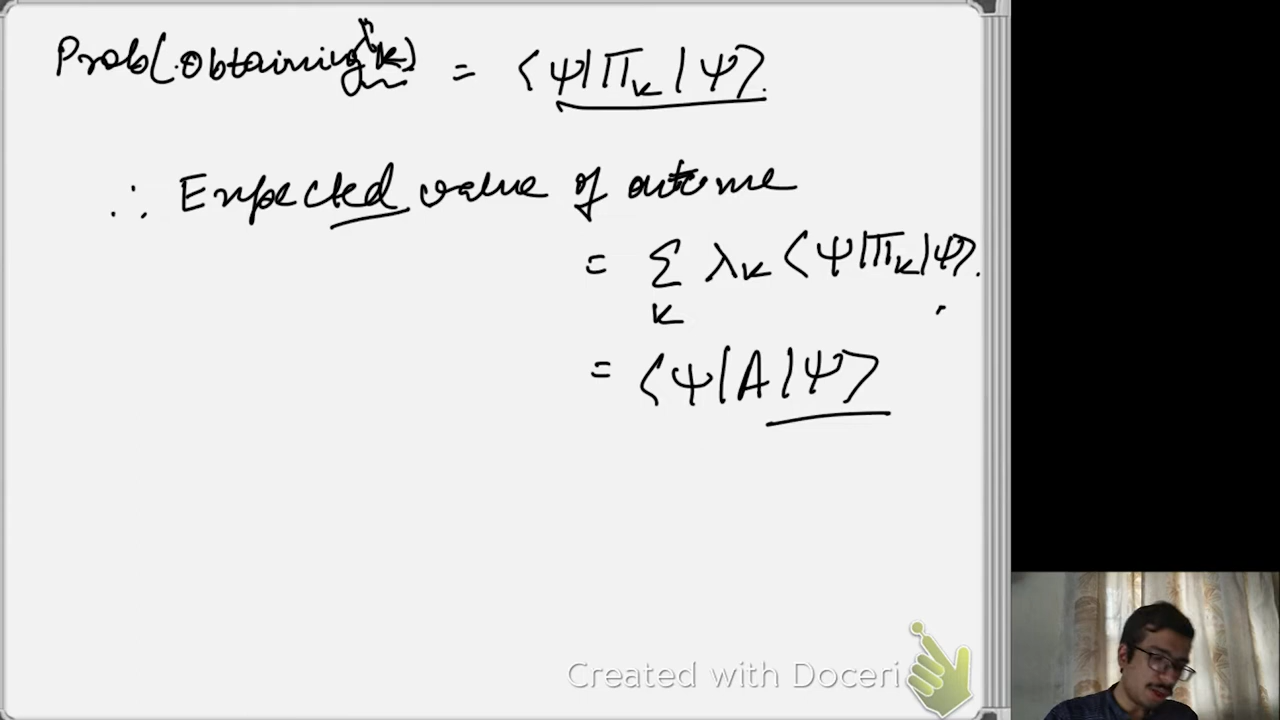 Prob(obtaining λk) = ⟨ψ|Πk|ψ⟩.
∴ Expected value of outcome
= Σk λk ⟨ψ|Πk|ψ⟩.
= ⟨ψ|A|ψ⟩
Created with Doceri